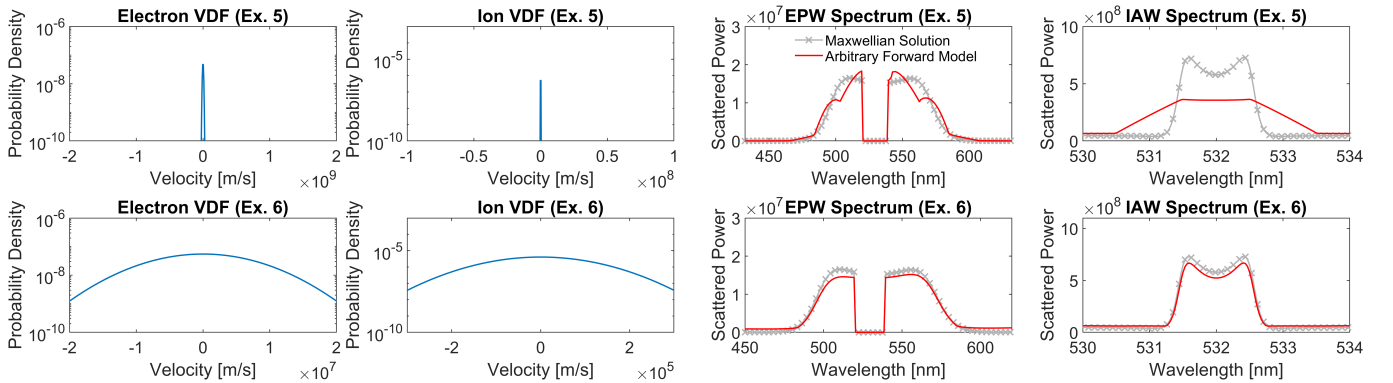 Electron VDF (Ex. 5)
Probability Density
10^-6
10^-8
10^-10
-2 -1 0 1 2
Velocity [m/s] ×10^9
Ion VDF (Ex. 5)
Probability Density
10^-5
10^-10
-1 -0.5 0 0.5 1
Velocity [m/s] ×10^8
EPW Spectrum (Ex. 5)
×10^7
Scattered Power
3
2
1
0
Maxwellian Solution
Arbitrary Forward Model
450 500 550 600
Wavelength [nm]
IAW Spectrum (Ex. 5)
×10^8
Scattered Power
10
5
0
530 531 532 533 534
Wavelength [nm]
Electron VDF (Ex. 6)
Probability Density
10^-6
10^-8
10^-10
-2 -1 0 1 2
Velocity [m/s] ×10^7
Ion VDF (Ex. 6)
Probability Density
10^-5
10^-10
-2 0 2
Velocity [m/s] ×10^5
EPW Spectrum (Ex. 6)
×10^7
Scattered Power
3
2
1
0
450 500 550 600
Wavelength [nm]
IAW Spectrum (Ex. 6)
×10^8
Scattered Power
10
5
0
530 531 532 533 534
Wavelength [nm]